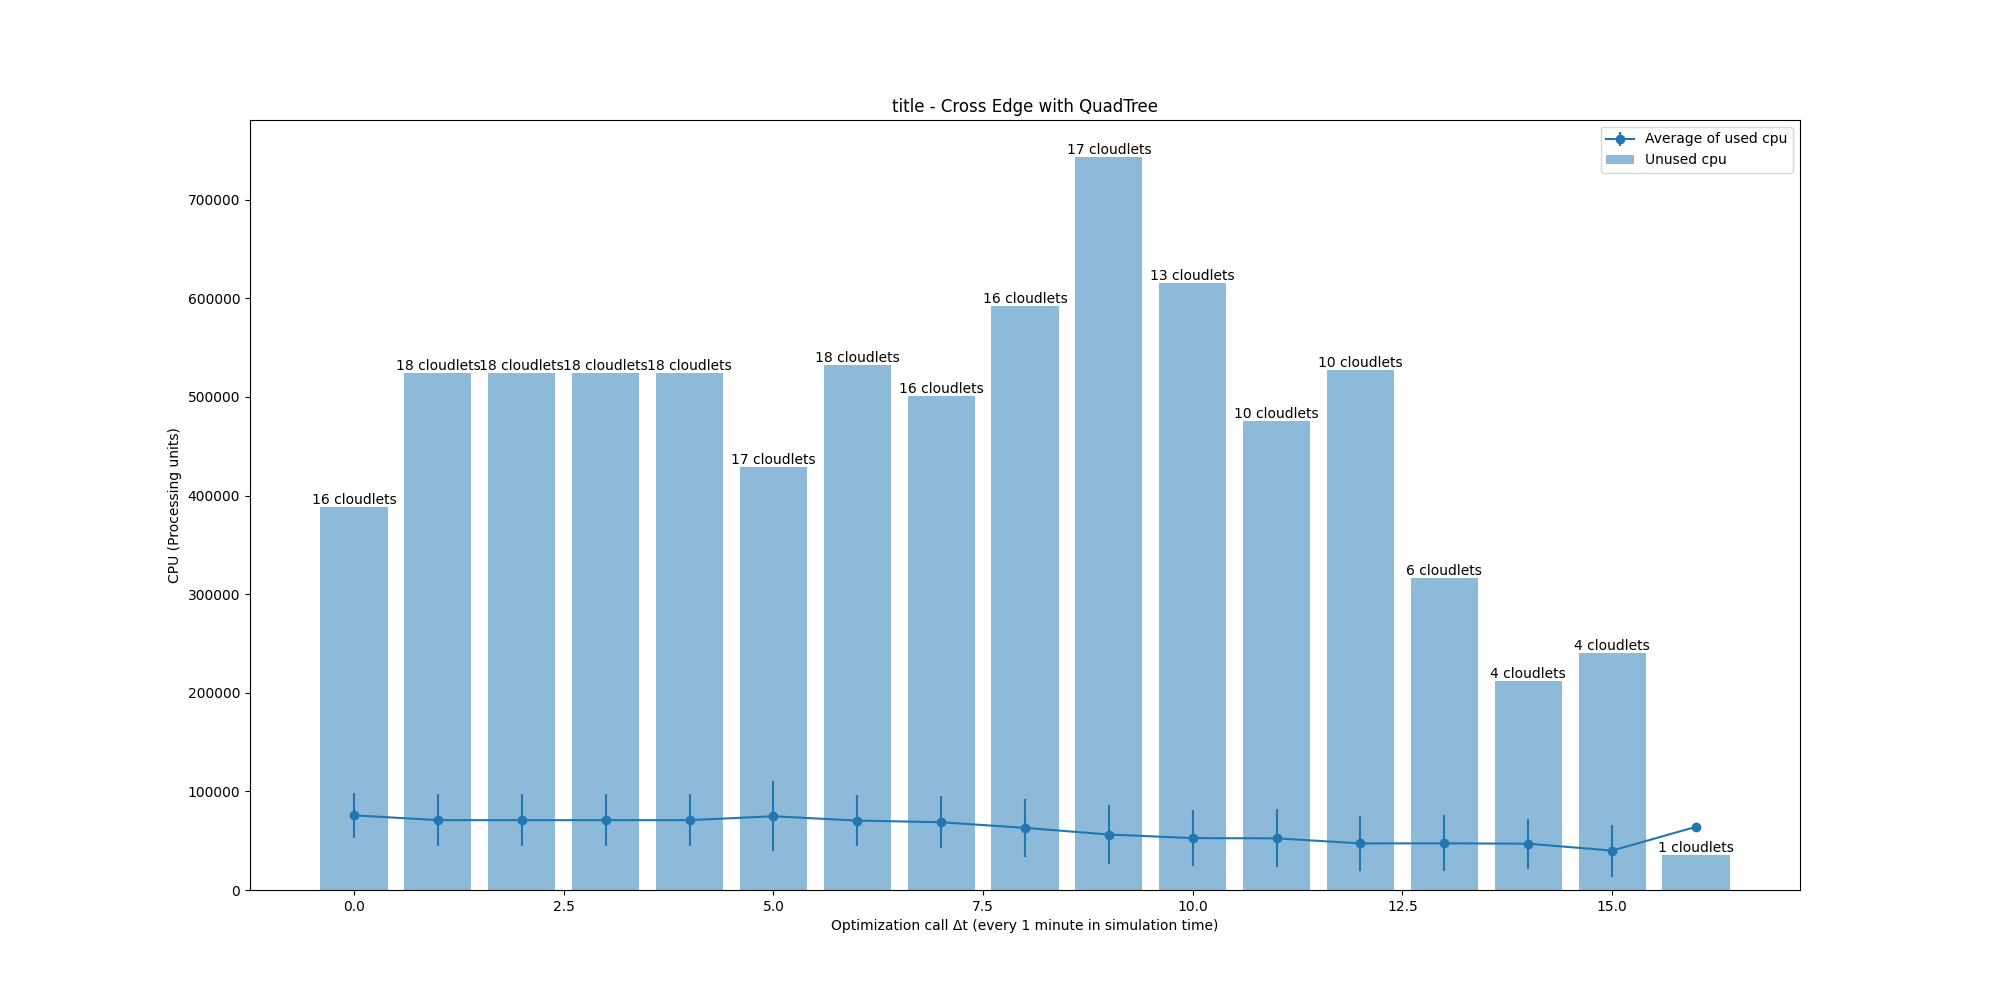 title - Cross Edge with QuadTree
Average of used cpu
Unused cpu
17 cloudlets
13 cloudlets
16 cloudlets
18 cloudlets
10 cloudlets
18 cloudlets
18 cloudlets
18 cloudlets
18 cloudlets
16 cloudlets
10 cloudlets
17 cloudlets
16 cloudlets
6 cloudlets
4 cloudlets
4 cloudlets
1 cloudlets
700000
600000
500000
400000
300000
200000
100000
0
CPU (Processing units)
0.0 2.5 5.0 7.5 10.0 12.5 15.0
Optimization call Δt (every 1 minute in simulation time)